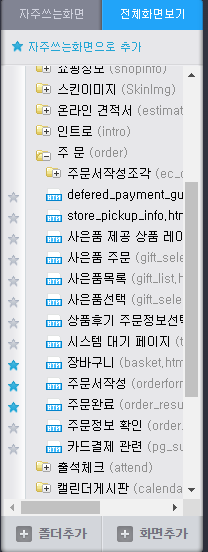 자주쓰는화면 전체화면보기
자주쓰는화면으로 추가
쇼핑정보 (shopinfo)
스킨이미지 (SkinImg)
온라인 견적서 (estimat
인트로 (intro)
주 문 (order)
주문서작성조각 (ec_o
defered_payment_gu
store_pickup_info,htm
사은품 제공 상품 레이
사은품 주문 (gift_sele
사은품목록 (gift_list,h
사은품선택 (gift_sele
상품후기 주문정보선택
시스템 대기 페이지 (t
장바구니 (basket,htm
주문서작성 (orderform
주문완료 (order_resu
주문정보 확인 (order,
카드결제 관련 (pg_su
출석체크 (attend)
캘린더게시판 (calenda
폴더추가 화면추가